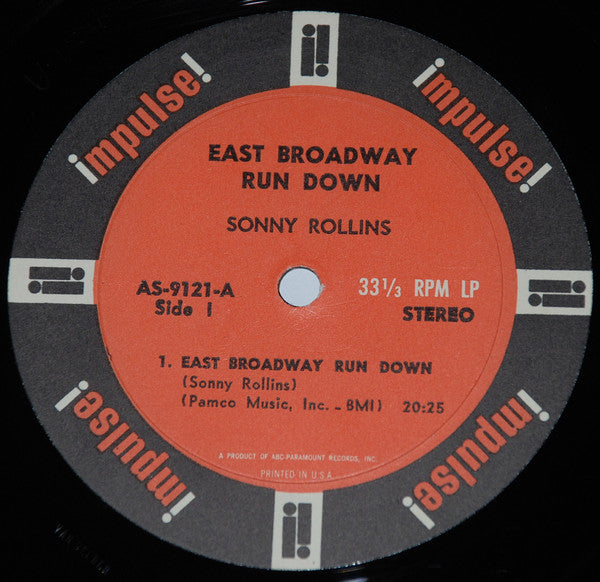 impulse!
impulse!
EAST BROADWAY
RUN DOWN
SONNY ROLLINS
AS-9121-A
Side 1
33⅓ RPM LP
STEREO
1. EAST BROADWAY RUN DOWN
(Sonny Rollins)
(Pamco Music, Inc. - BMI) 20:25
A PRODUCT OF ABC-PARAMOUNT RECORDS, INC.
PRINTED IN U.S.A.
impulse!
impulse!